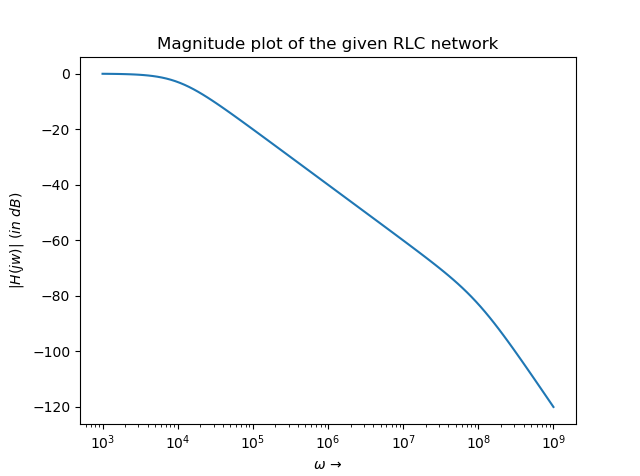 Magnitude plot of the given RLC network
|H(jw)| (in dB)
0
−20
−40
−60
−80
−100
−120
10³ 10⁴ 10⁵ 10⁶ 10⁷ 10⁸ 10⁹
ω →